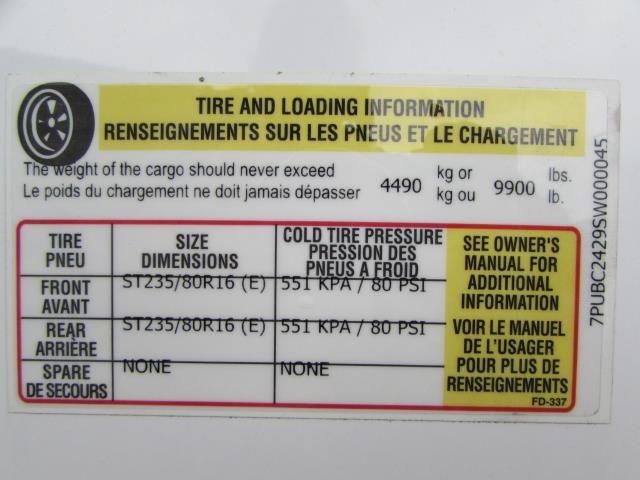 TIRE AND LOADING INFORMATION
RENSEIGNEMENTS SUR LES PNEUS ET LE CHARGEMENT
The weight of the cargo should never exceed 4490 kg or 9900 lbs.
Le poids du chargement ne doit jamais dépasser kg ou lb.
TIRE
PNEU
SIZE
DIMENSIONS
COLD TIRE PRESSURE
PRESSION DES
PNEUS A FROID
FRONT
AVANT
ST235/80R16 (E)
551 KPA / 80 PSI
REAR
ARRIÈRE
ST235/80R16 (E)
551 KPA / 80 PSI
SPARE
DE SECOURS
NONE
NONE
SEE OWNER'S
MANUAL FOR
ADDITIONAL
INFORMATION
VOIR LE MANUEL
DE L'USAGER
POUR PLUS DE
RENSEIGNEMENTS
FD-337
7PUBC2429SW000045